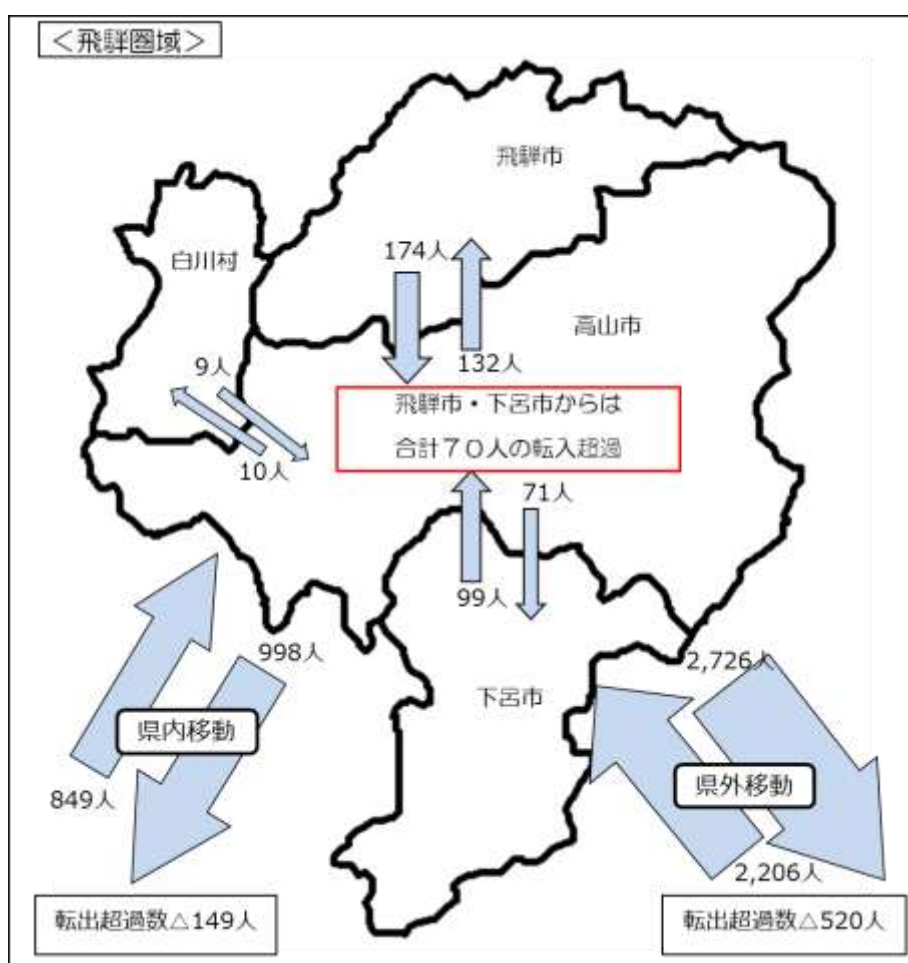 ＜飛騨圏域＞
飛騨市
白川村
174人
高山市
132人
9人
飛騨市・下呂市からは
合計７０人の転入超過
10人
71人
99人
998人
2,726人
下呂市
県内移動
県外移動
849人
2,206人
転出超過数△149人
転出超過数△520人